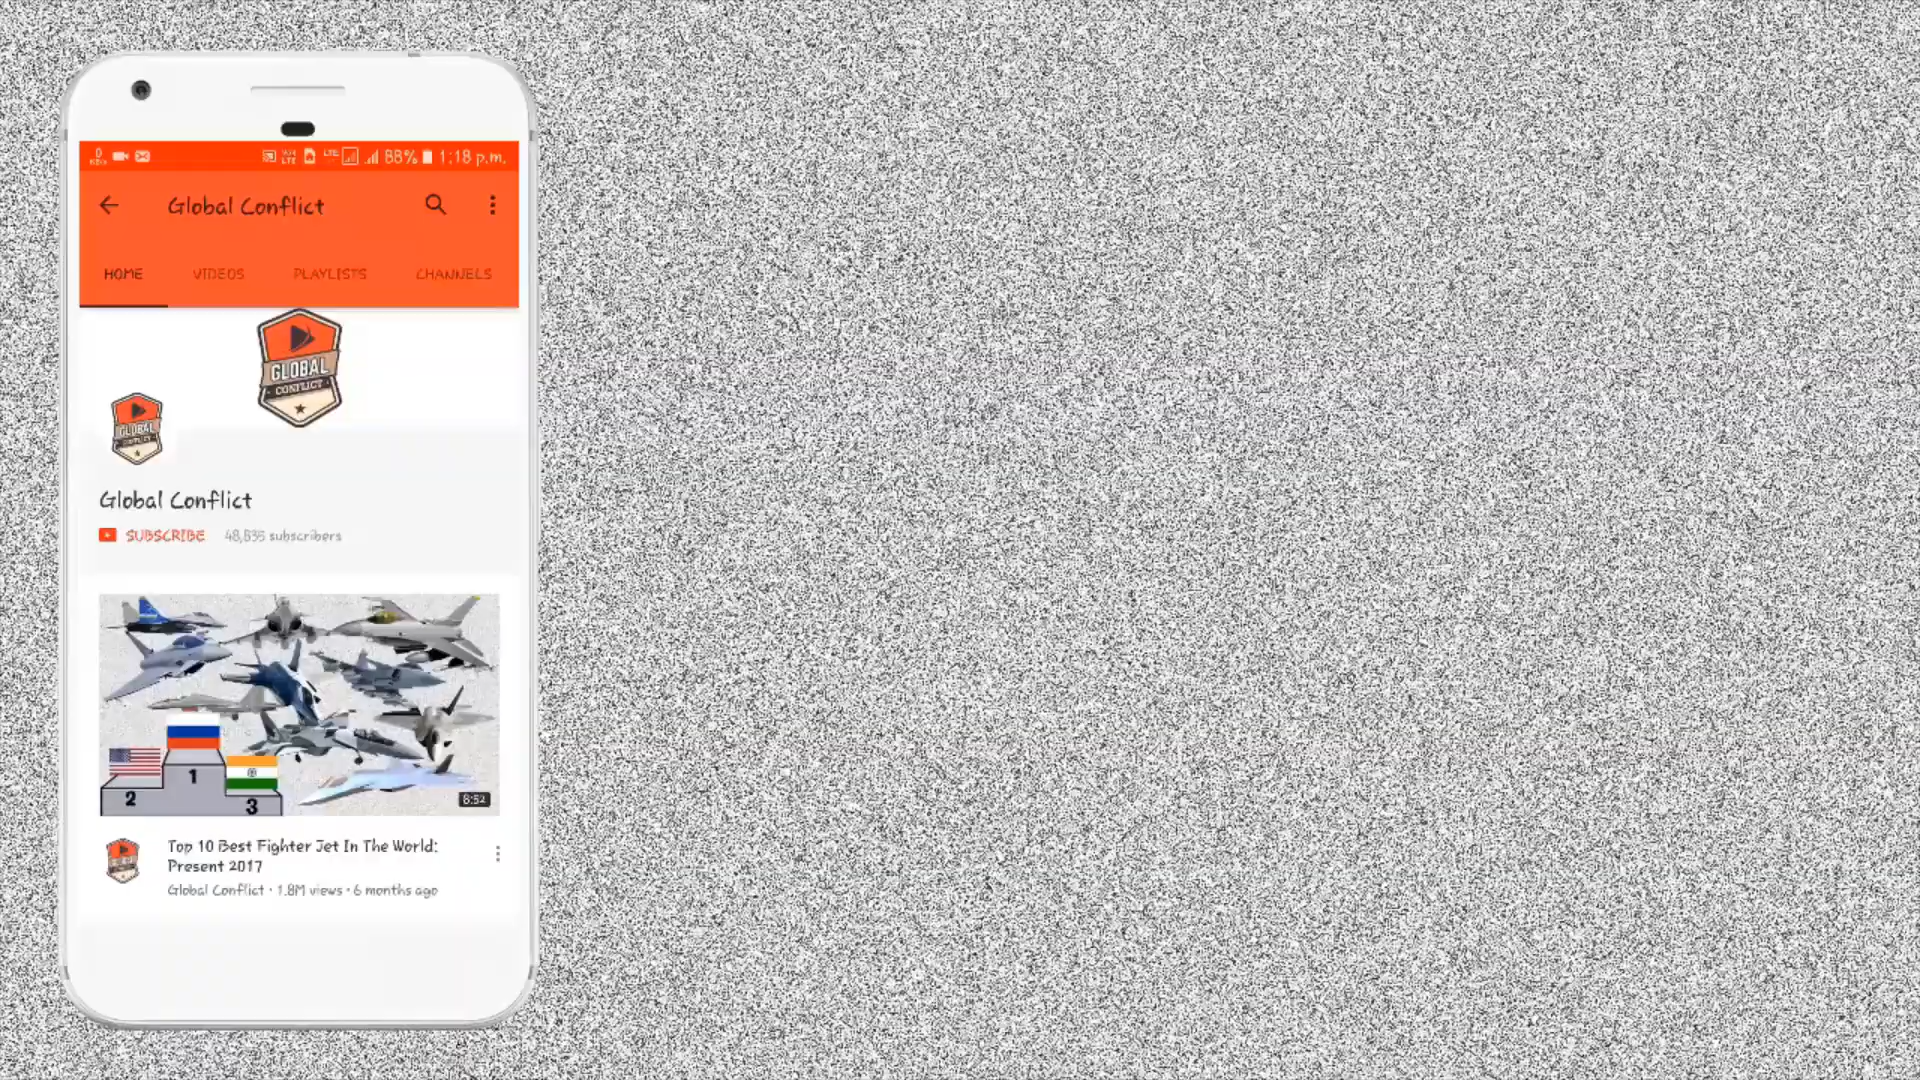 88% 1:18 p.m.
Global Conflict
HOME VIDEOS PLAYLISTS CHANNELS
GLOBAL
CONFLICT
GLOBAL
CONFLICT
Global Conflict
SUBSCRIBE 48,835 subscribers
1
2
3
8:52
Top 10 Best Fighter Jet In The World:
Present 2017
Global Conflict · 1.8M views · 6 months ago